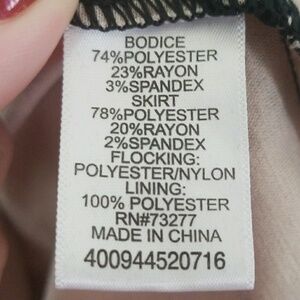 BODICE
74%POLYESTER
23%RAYON
3%SPANDEX
SKIRT
78%POLYESTER
20%RAYON
2%SPANDEX
FLOCKING:
POLYESTER/NYLON
LINING:
100% POLYESTER
RN#73277
MADE IN CHINA
400944520716